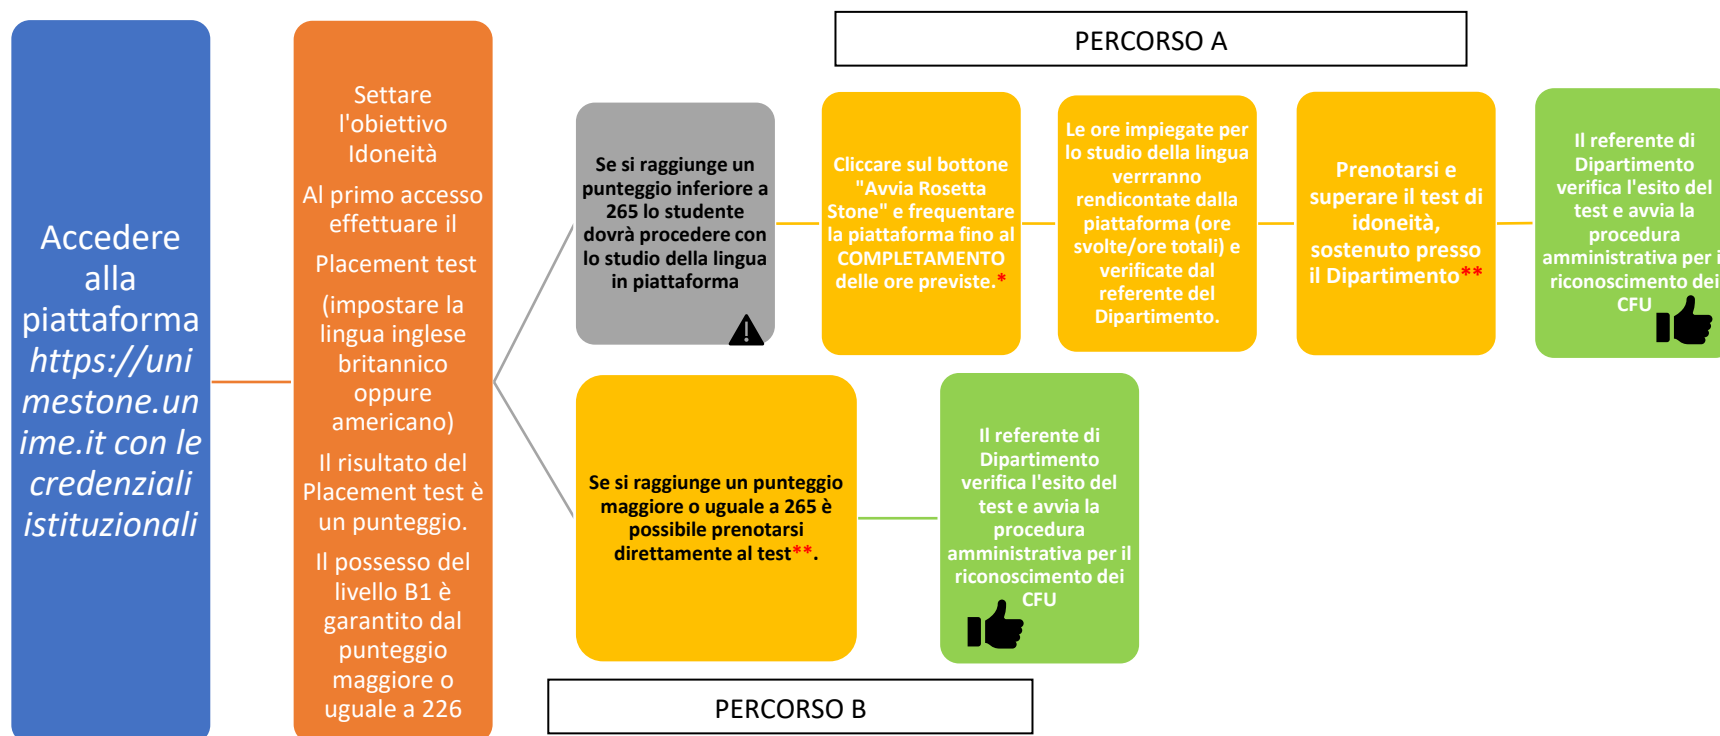 PERCORSO A
Accedere
alla
piattaforma
https://uni
mestone.un
ime.it con le
credenziali
istituzionali
Settare
l'obiettivo
Idoneità
Al primo accesso
effettuare il
Placement test
(impostare la
lingua inglese
britannico
oppure
americano)
Il risultato del
Placement test è
un punteggio.
Il possesso del
livello B1 è
garantito dal
punteggio
maggiore o
uguale a 226
Se si raggiunge un
punteggio inferiore a
265 lo studente
dovrà procedere con
lo studio della lingua
in piattaforma
Cliccare sul bottone
"Avvia Rosetta
Stone" e frequentare
la piattaforma fino al
COMPLETAMENTO
delle ore previste.*
Le ore impiegate per
lo studio della lingua
verrranno
rendicontate dalla
piattaforma (ore
svolte/ore totali) e
verificate dal
referente del
Dipartimento.
Prenotarsi e
superare il test di
idoneità,
sostenuto presso
il Dipartimento**
Il referente di
Dipartimento
verifica l'esito del
test e avvia la
procedura
amministrativa per i
riconoscimento dei
CFU
Se si raggiunge un punteggio
maggiore o uguale a 265 è
possibile prenotarsi
direttamente al test**.
Il referente di
Dipartimento
verifica l'esito del
test e avvia la
procedura
amministrativa per il
riconoscimento dei
CFU
PERCORSO B